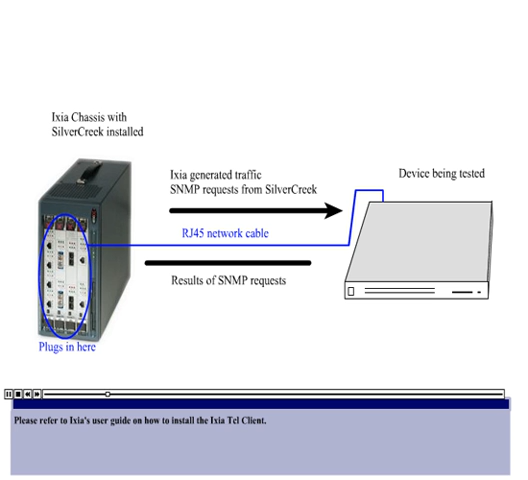 Ixia Chassis with
SilverCreek installed
Ixia generated traffic
SNMP requests from SilverCreek
Device being tested
RJ45 network cable
Results of SNMP requests
Plugs in here
Please refer to Ixia's user guide on how to install the Ixia Tcl Client.